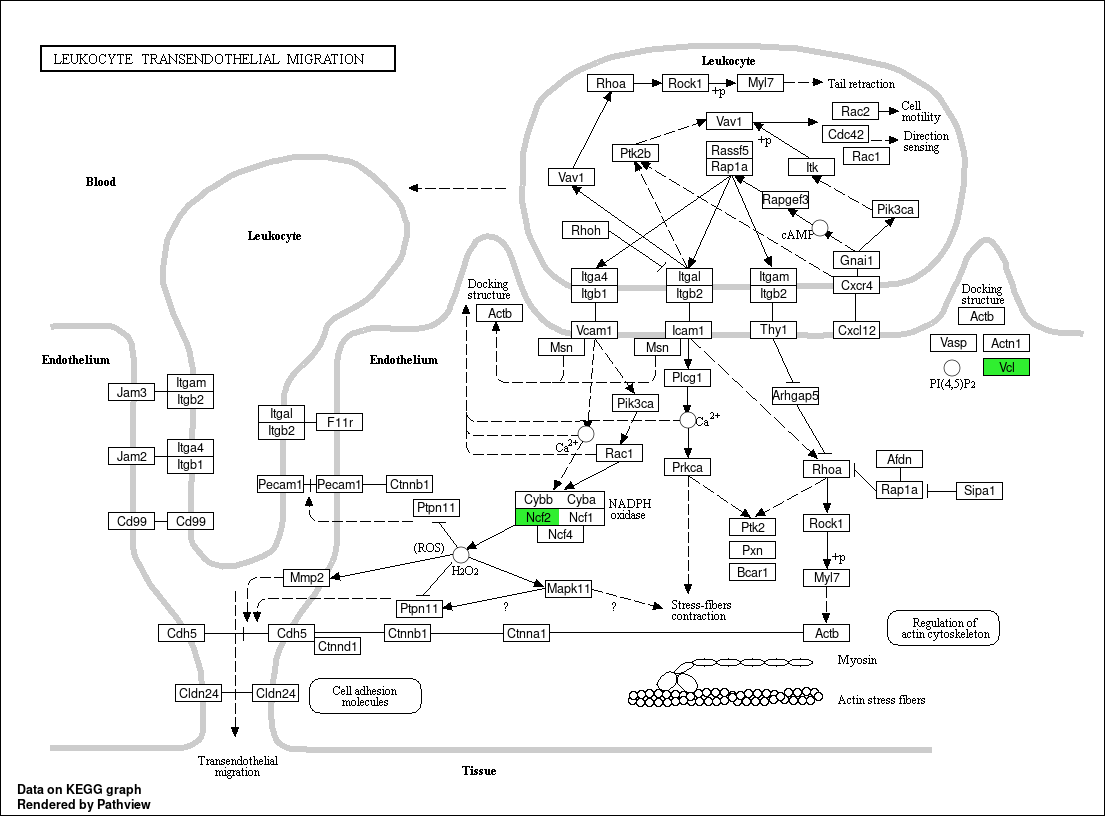 LEUKOCYTE TRANSENDOTHELIAL MIGRATION
Leukocyte
Rhoa
Rock1
+p
Myl7
Tail retraction
Vav1
+p
Rac2
Cell
motility
Cdc42
Direction
sensing
Rac1
Ptk2b
Rassf5
Rap1a
Itk
Vav1
Rapgef3
Pik3ca
cAMP
Rhoh
Gnai1
Blood
Leukocyte
Itga4
Itgb1
Itgal
Itgb2
Itgam
Itgb2
Cxcr4
Docking
structure
Actb
Vcam1
Icam1
Thy1
Cxcl12
Msn
Msn
Docking
structure
Actb
Vasp
Actn1
PI(4,5)P2
Vcl
Endothelium
Endothelium
Jam3
Itgam
Itgb2
Plcg1
Pik3ca
Arhgap5
Itgal
Itgb2
F11r
Ca2+
Ca2+
Jam2
Itga4
Itgb1
Rac1
Prkca
Rhoa
Afdn
Rap1a
Sipa1
Pecam1
Pecam1
Ctnnb1
Cybb
Cyba
NADPH
oxidase
Ncf2
Ncf1
Ncf4
Ptpn11
Cd99
Cd99
Ptk2
Pxn
Bcar1
Rock1
+p
Myl7
(ROS)
H2O2
Mmp2
Mapk11
Ptpn11
?
?
Stress-fibers
contraction
Cdh5
Cdh5
Ctnnd1
Ctnnb1
Ctnna1
Actb
Regulation of
actin cytoskeleton
Myosin
Actin stress fibers
Cldn24
Cldn24
Cell adhesion
molecules
Transendothelial
migration
Tissue
Data on KEGG graph
Rendered by Pathview